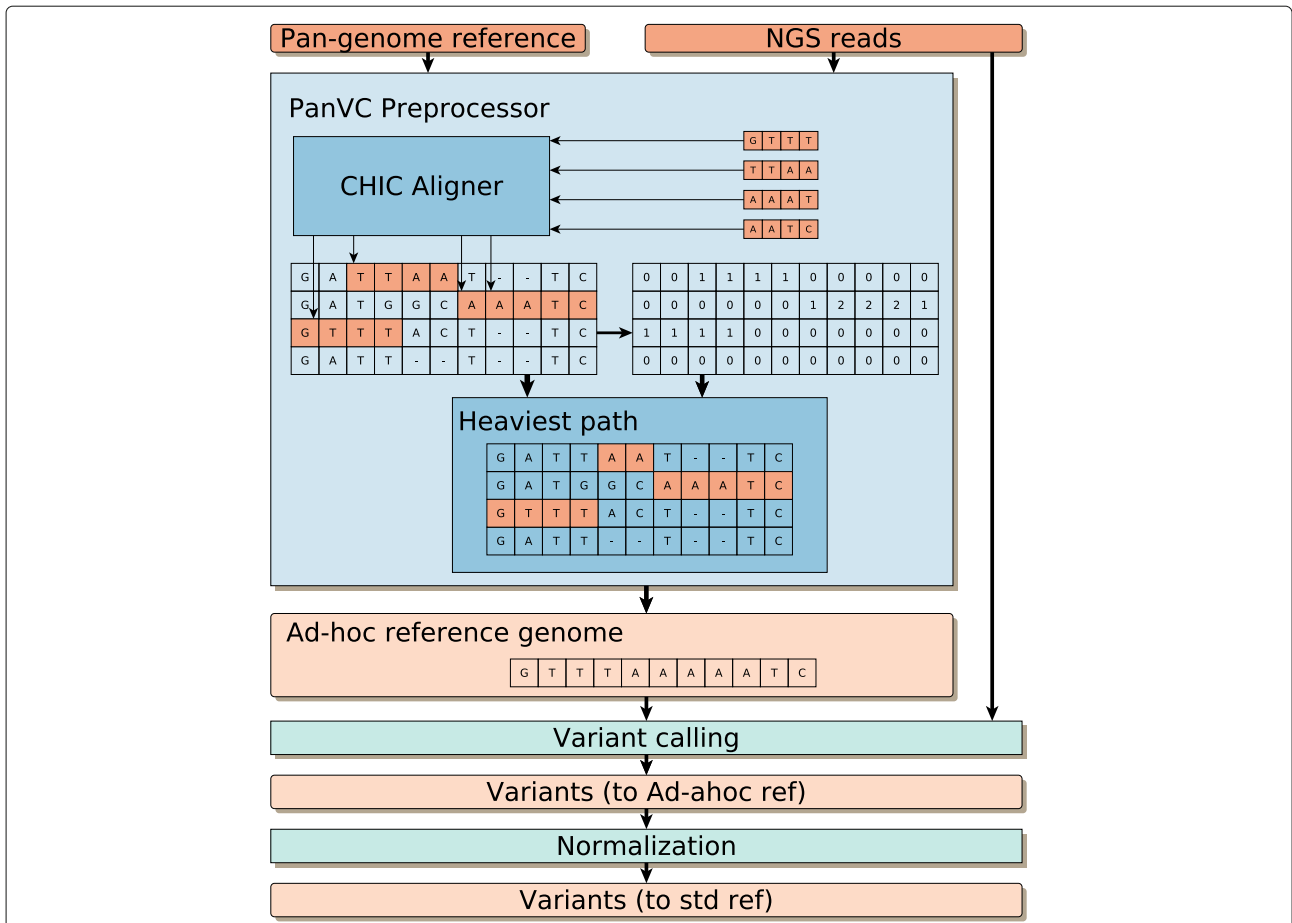 Pan-genome reference
NGS reads
PanVC Preprocessor
G T T T
CHIC Aligner
T T A A
A A A T
A A T C
G A T T A A T - - T C
0 0 1 1 1 1 0 0 0 0 0
G A T G G C A A A T C
0 0 0 0 0 0 1 2 2 2 1
G T T T A C T - - T C
1 1 1 1 0 0 0 0 0 0 0
G A T T - - T - - T C
0 0 0 0 0 0 0 0 0 0 0
Heaviest path
G A T T A A T - - T C
G A T G G C A A A T C
G T T T A C T - - T C
G A T T - - T - - T C
Ad-hoc reference genome
G T T T A A A A A T C
Variant calling
Variants (to Ad-ahoc ref)
Normalization
Variants (to std ref)